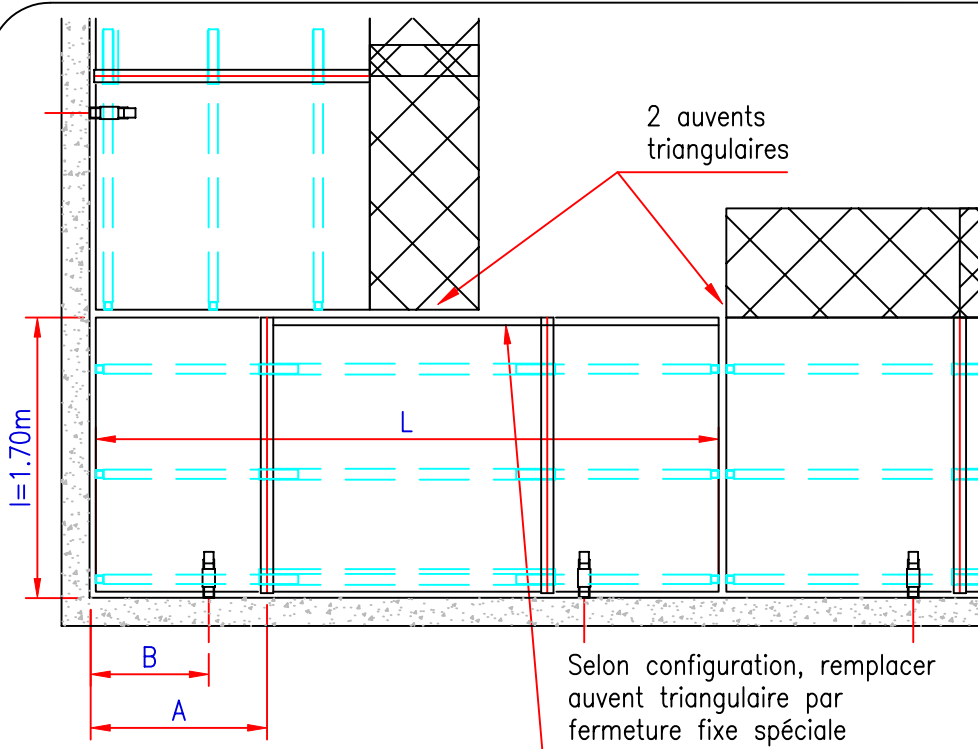 2 auvents
triangulaires
L
l=1.70m
B
A
Selon configuration, remplacer
auvent triangulaire par
fermeture fixe spéciale